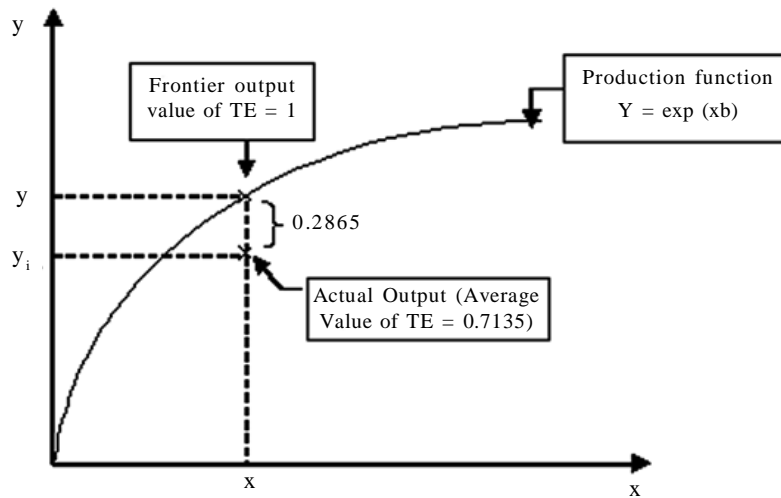 y
Frontier output
value of TE = 1
Production function
Y = exp (xb)
y
0.2865
y i
Actual Output (Average
Value of TE = 0.7135)
x
x